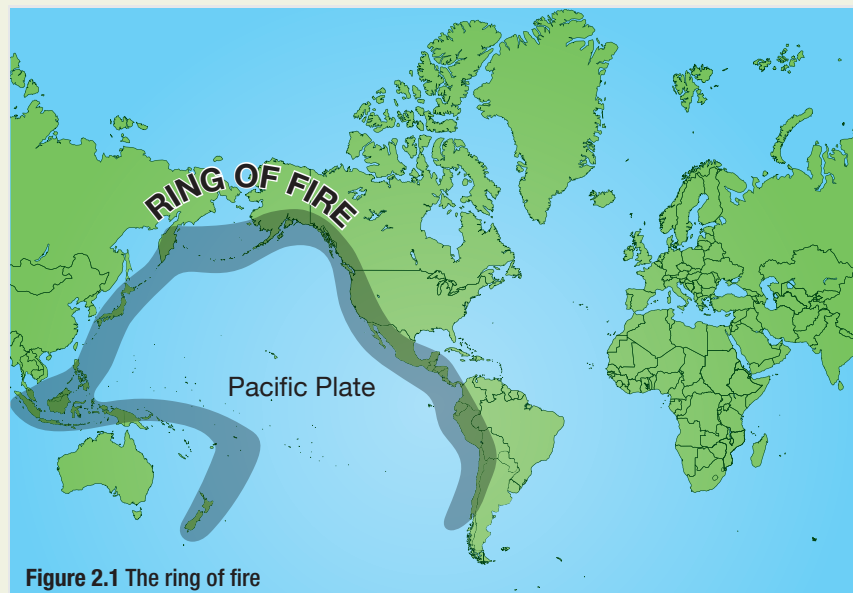 RING OF FIRE
Pacific Plate
Figure 2.1 The ring of fire